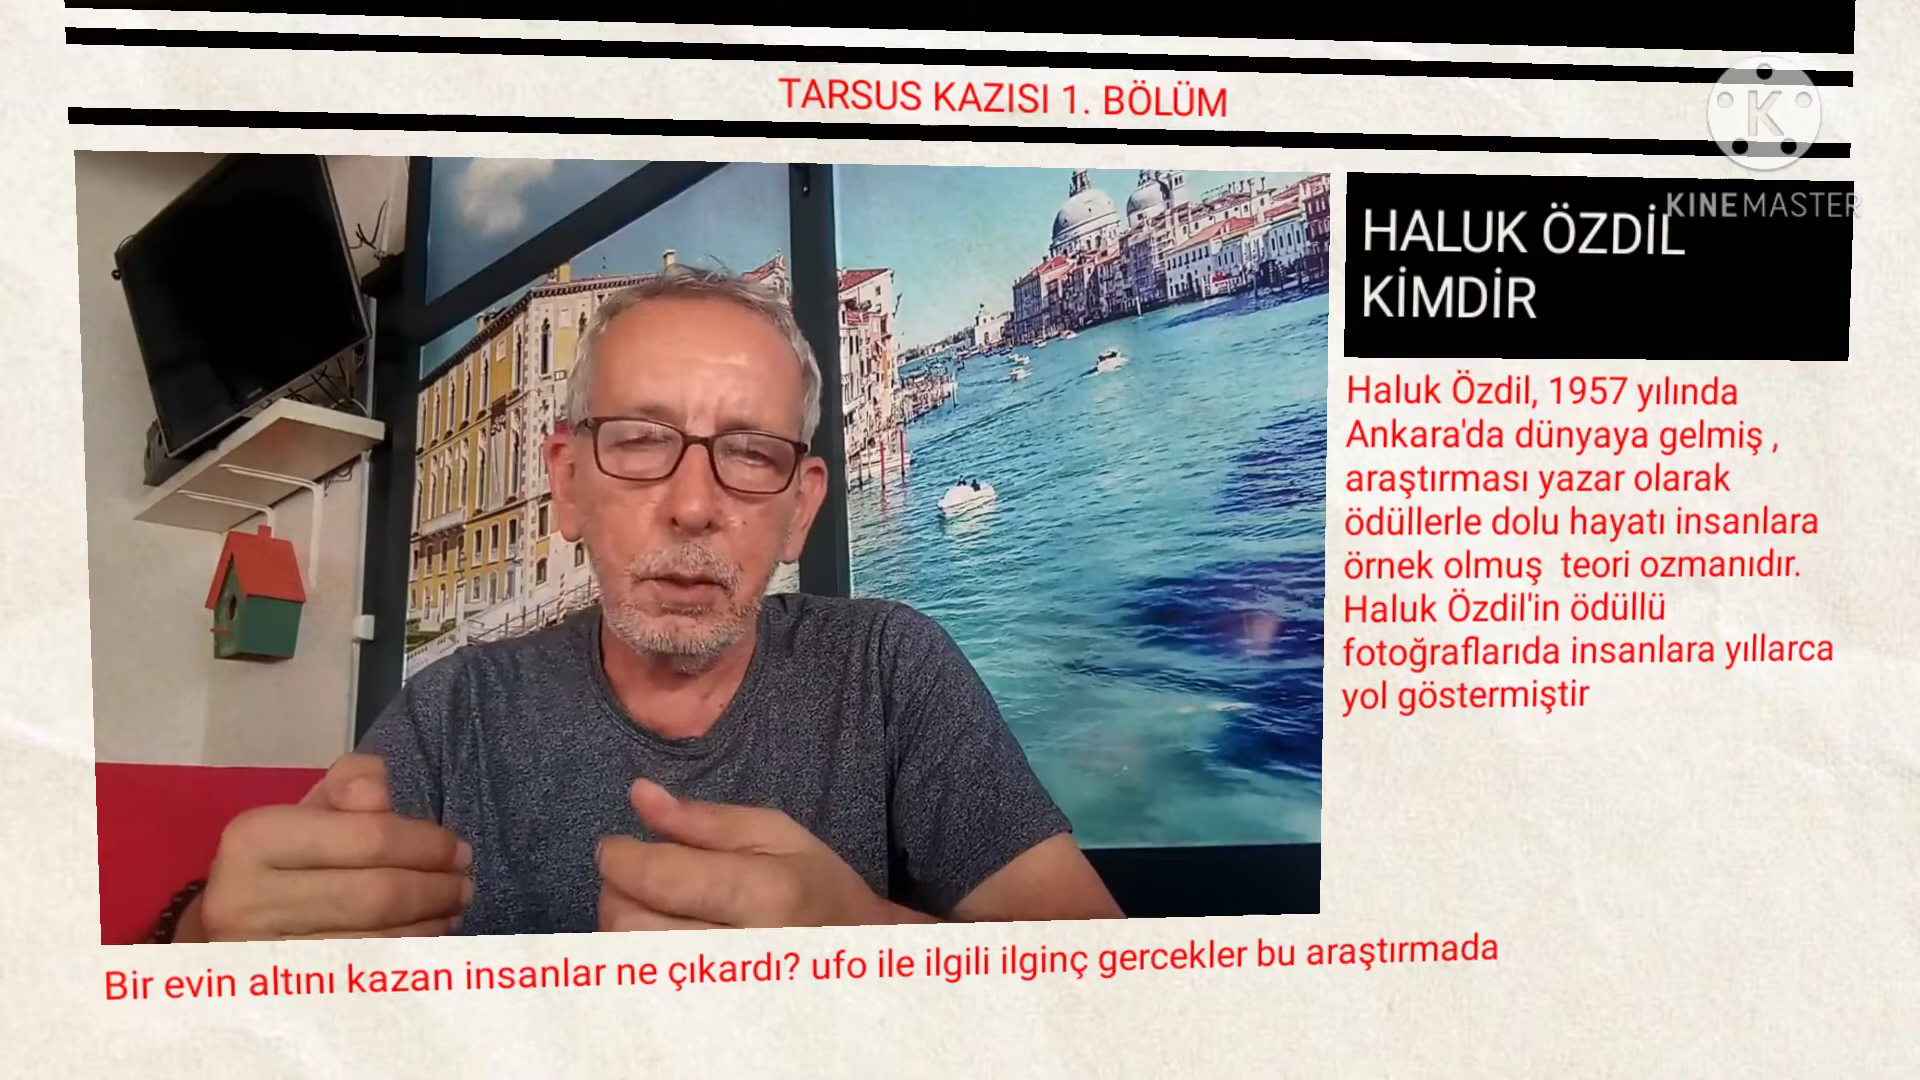 TARSUS KAZISI 1. BÖLÜM
K
KINEMASTER
HALUK ÖZDİL
KİMDİR
Haluk Özdil, 1957 yılında
Ankara'da dünyaya gelmiş ,
araştırması yazar olarak
ödüllerle dolu hayatı insanlara
örnek olmuş  teori ozmanıdır.
Haluk Özdil'in ödüllü
fotoğraflarıda insanlara yıllarca
yol göstermiştir
Bir evin altını kazan insanlar ne çıkardı? ufo ile ilgili ilginç gercekler bu araştırmada